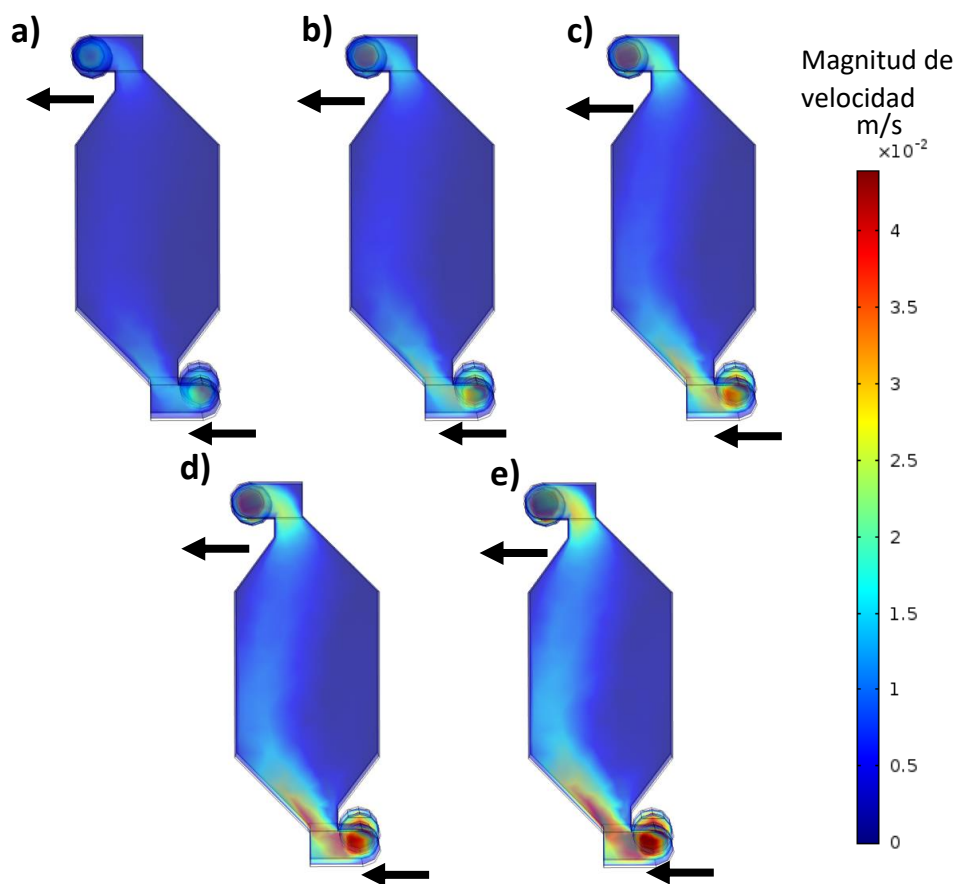 a)
b)
c)
Magnitud de
velocidad
m/s
×10⁻²
4
3.5
3
2.5
2
1.5
1
0.5
0
d)
e)